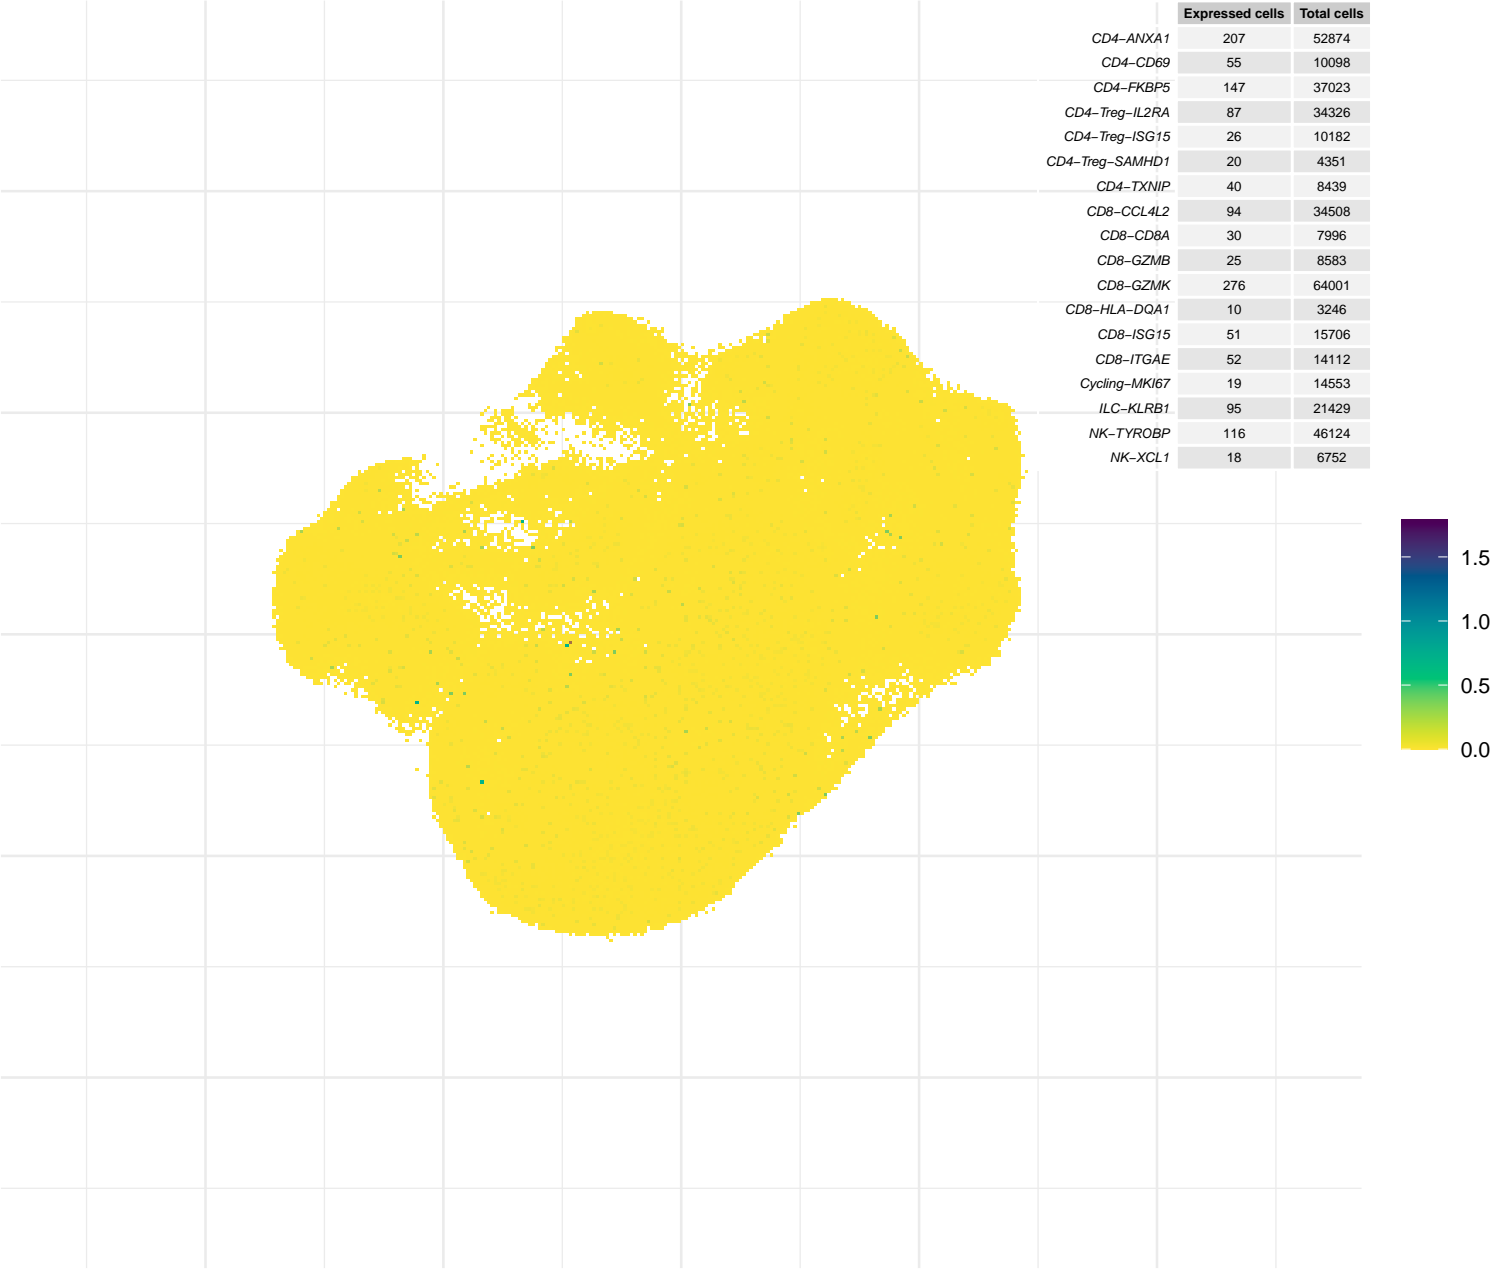 Expressed cells Total cells
CD4−ANXA1 207 52874
CD4−CD69 55 10098
CD4−FKBP5 147 37023
CD4−Treg−IL2RA 87 34326
CD4−Treg−ISG15 26 10182
CD4−Treg−SAMHD1 20 4351
CD4−TXNIP 40 8439
CD8−CCL4L2 94 34508
CD8−CD8A 30 7996
CD8−GZMB 25 8583
CD8−GZMK 276 64001
CD8−HLA−DQA1 10 3246
CD8−ISG15 51 15706
CD8−ITGAE 52 14112
Cycling−MKI67 19 14553
ILC−KLRB1 95 21429
NK−TYROBP 116 46124
NK−XCL1 18 6752
1.5
1.0
0.5
0.0